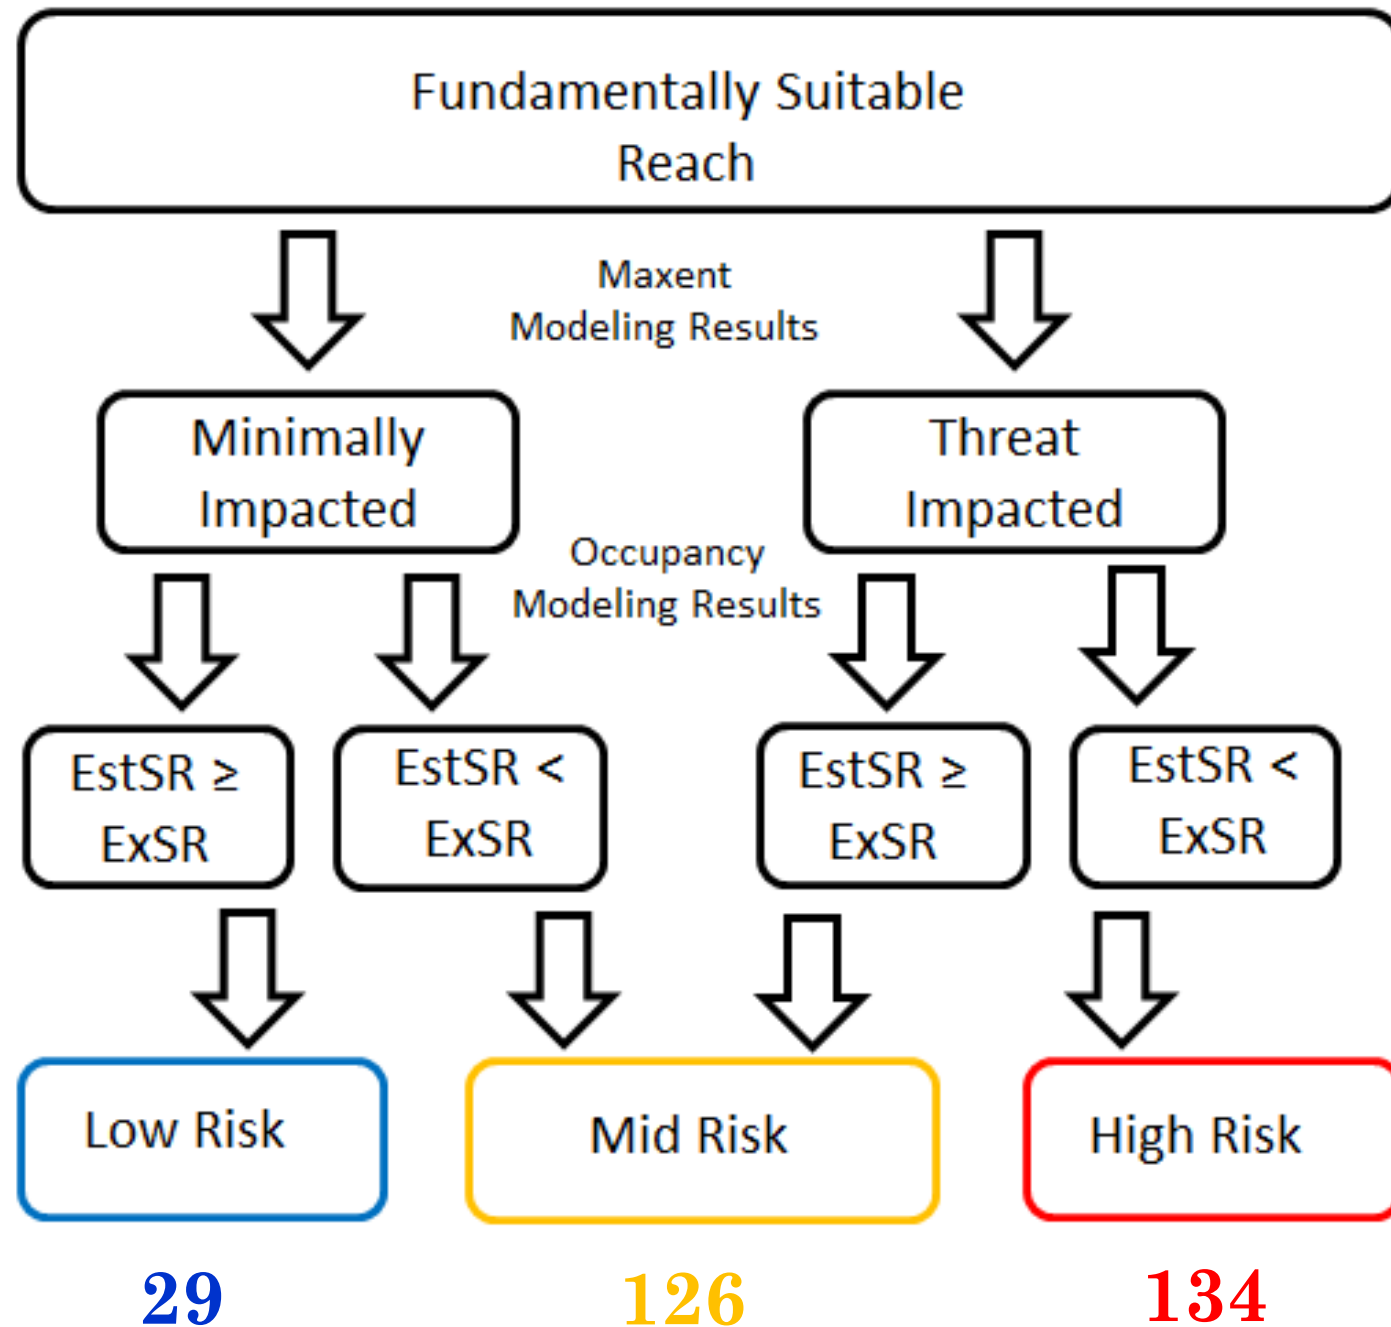 Fundamentally Suitable
Reach
Maxent
Modeling Results
Minimally
Impacted
Threat
Impacted
Occupancy
Modeling Results
EstSR ≥
ExSR
EstSR <
ExSR
EstSR ≥
ExSR
EstSR <
ExSR
Low Risk
Mid Risk
High Risk
29
126
134